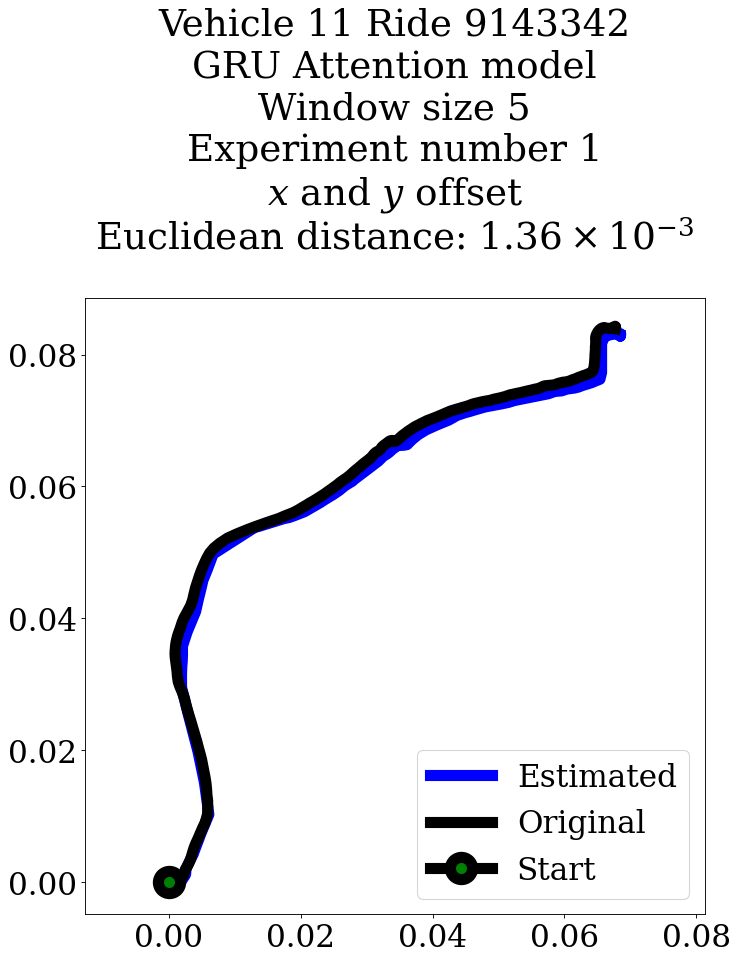 Vehicle 11 Ride 9143342
GRU Attention model
Window size 5
Experiment number 1
x and y offset
Euclidean distance: 1.36 × 10⁻³
0.08
0.06
0.04
0.02
0.00
Estimated
Original
Start
0.00 0.02 0.04 0.06 0.08